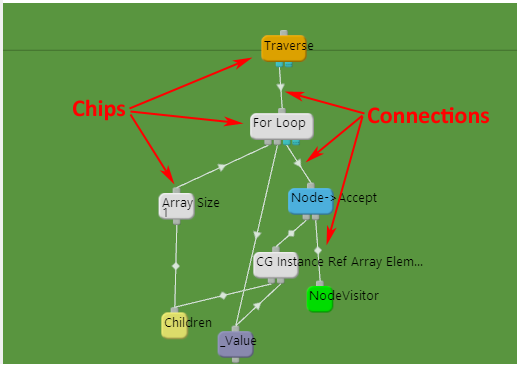 Traverse
Chips
Connections
For Loop
Array Size
1
Node->Accept
CG Instance Ref Array Elem...
NodeVisitor
Children
_Value